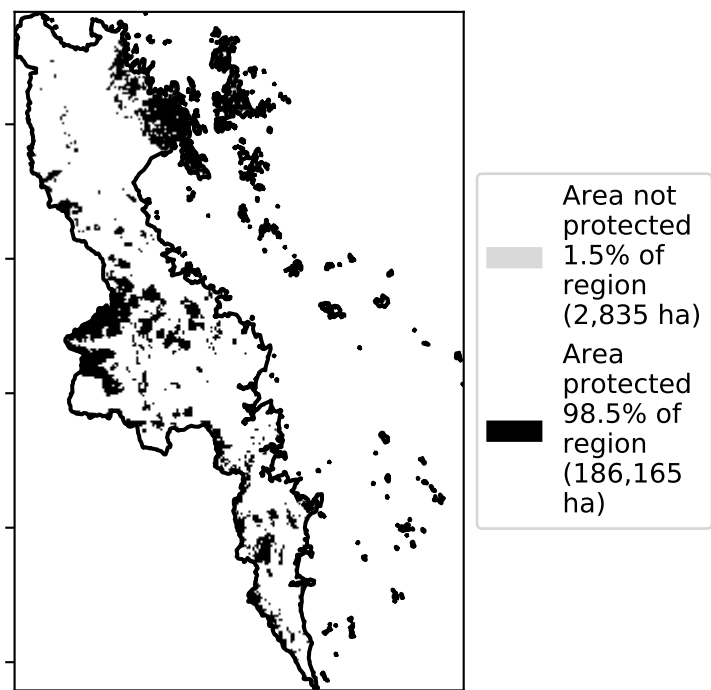 Area not
protected
1.5% of
region
(2,835 ha)
Area
protected
98.5% of
region
(186,165
ha)